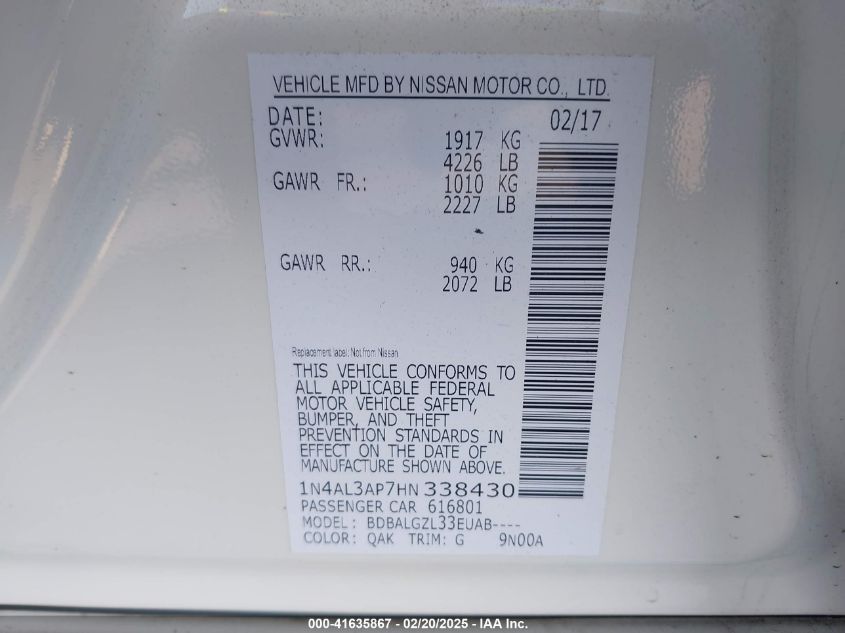 VEHICLE MFD BY NISSAN MOTOR CO., LTD.
DATE: 02/17
GVWR: 1917 KG
4226 LB
GAWR FR.: 1010 KG
2227 LB
GAWR RR.: 940 KG
2072 LB
Replacement label: Not from Nissan
THIS VEHICLE CONFORMS TO
ALL APPLICABLE FEDERAL
MOTOR VEHICLE SAFETY,
BUMPER, AND THEFT
PREVENTION STANDARDS IN
EFFECT ON THE DATE OF
MANUFACTURE SHOWN ABOVE.
1N4AL3AP7HN338430
PASSENGER CAR 616801
MODEL: BDBALGZL33EUAB----
COLOR: QAK TRIM: G 9N00A
000-41635867 - 02/20/2025 - IAA Inc.